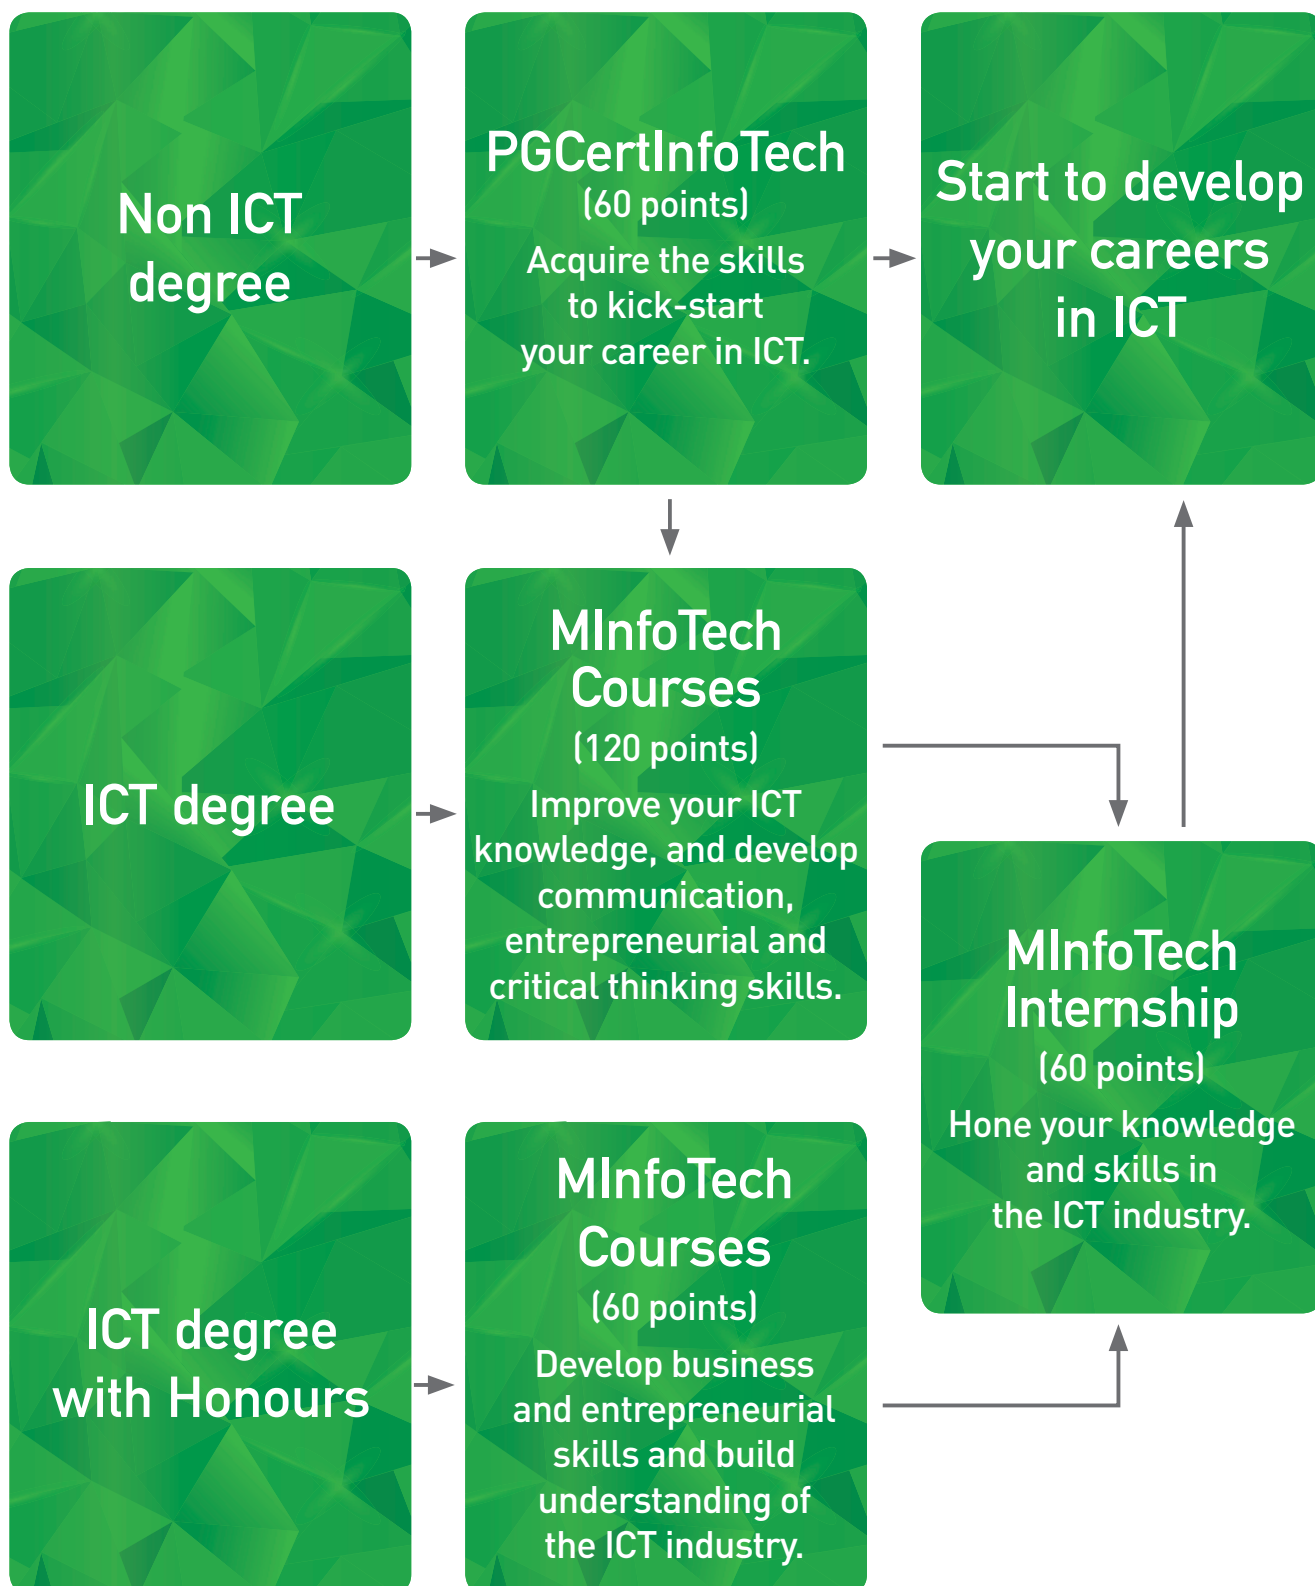 Non ICT
degree
PGCertInfoTech
(60 points)
Acquire the skills
to kick-start
your career in ICT.
Start to develop
your careers
in ICT
ICT degree
MInfoTech
Courses
(120 points)
Improve your ICT
knowledge, and develop
communication,
entrepreneurial and
critical thinking skills.
MInfoTech
Internship
(60 points)
Hone your knowledge
and skills in
the ICT industry.
ICT degree
with Honours
MInfoTech
Courses
(60 points)
Develop business
and entrepreneurial
skills and build
understanding of
the ICT industry.